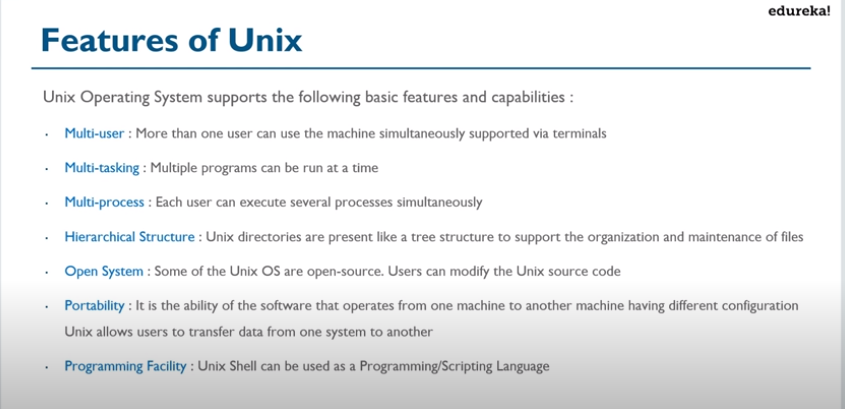 edureka!
Features of Unix
Unix Operating System supports the following basic features and capabilities :
· Multi-user : More than one user can use the machine simultaneously supported via terminals
· Multi-tasking : Multiple programs can be run at a time
· Multi-process : Each user can execute several processes simultaneously
· Hierarchical Structure : Unix directories are present like a tree structure to support the organization and maintenance of files
· Open System : Some of the Unix OS are open-source. Users can modify the Unix source code
· Portability : It is the ability of the software that operates from one machine to another machine having different configuration
Unix allows users to transfer data from one system to another
· Programming Facility : Unix Shell can be used as a Programming/Scripting Language